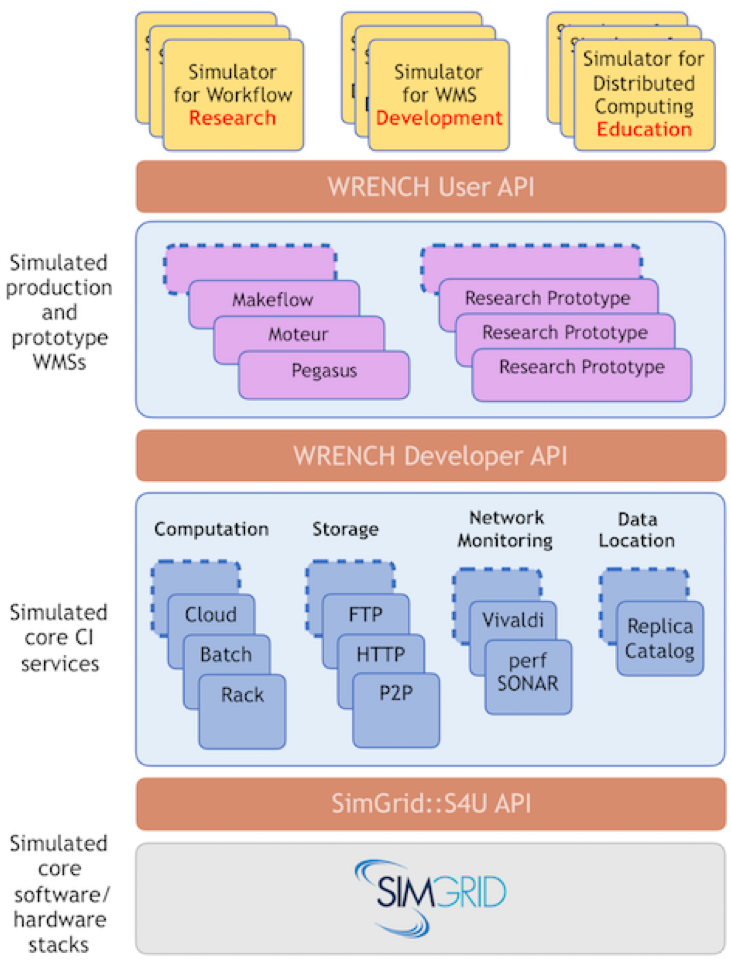 Simulator
for Workflow
Research
Simulator
for WMS
Development
Simulator for
Distributed
Computing
Education
WRENCH User API
Simulated
production
and
prototype
WMSs
Makeflow
Moteur
Pegasus
Research Prototype
Research Prototype
Research Prototype
WRENCH Developer API
Simulated
core CI
services
Computation
Cloud
Batch
Rack
Storage
FTP
HTTP
P2P
Network
Monitoring
Vivaldi
perf
SONAR
Data
Location
Replica
Catalog
SimGrid::S4U API
Simulated
core
software/
hardware
stacks
SIMGRID